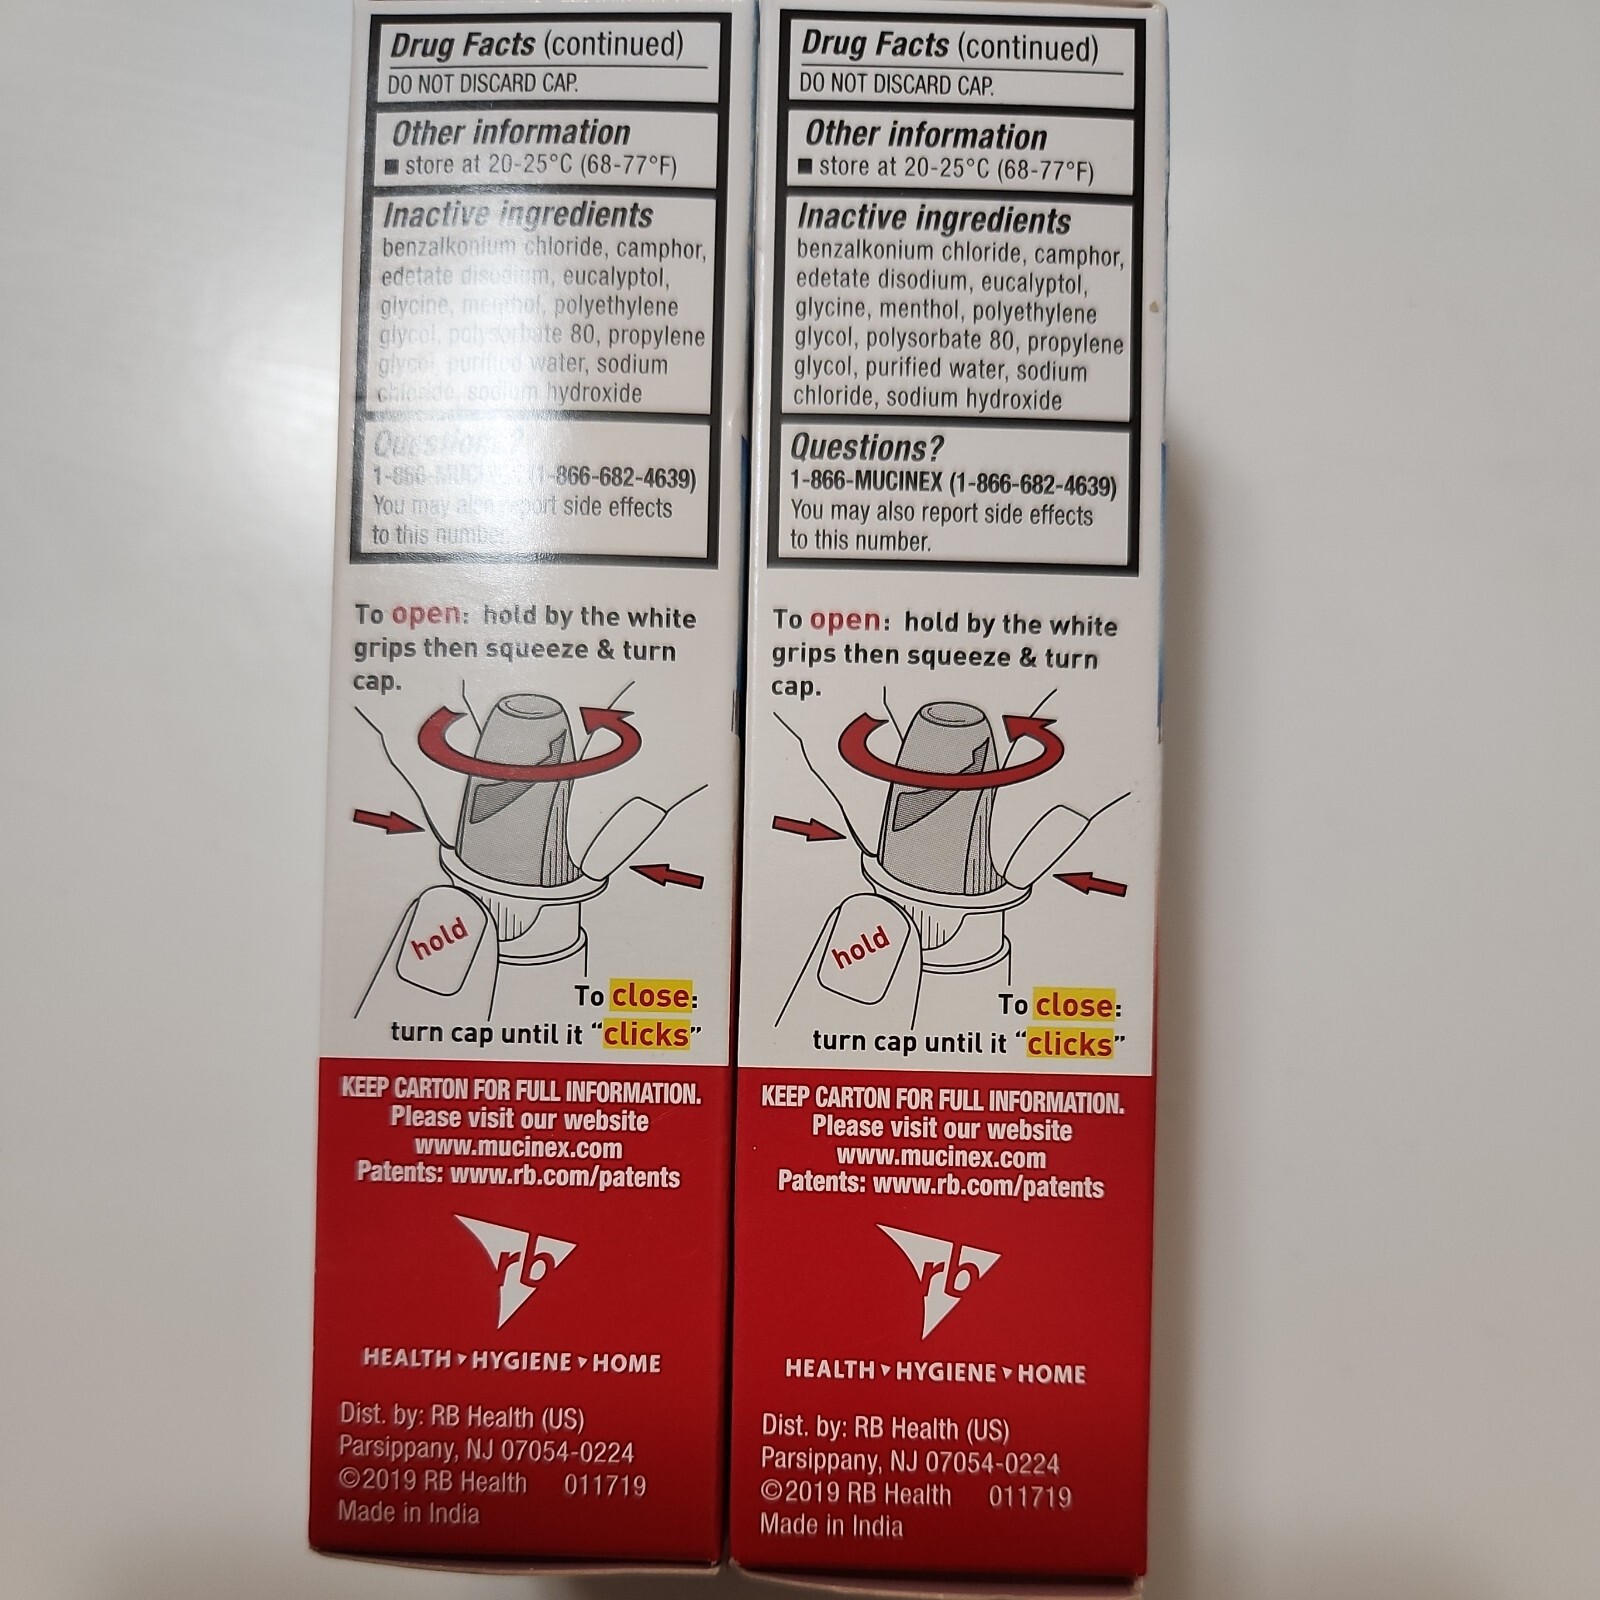 Drug Facts (continued)
DO NOT DISCARD CAP.
Other information
■ store at 20-25°C (68-77°F)
Inactive ingredients
benzalkonium chloride, camphor,
edetate disodium, eucalyptol,
glycine, menthol, polyethylene
glycol, polysorbate 80, propylene
glycol, purified water, sodium
chloride, sodium hydroxide
Questions?
1-866-MUCINEX (1-866-682-4639)
You may also report side effects
to this number.
To open: hold by the white
grips then squeeze & turn
cap.
hold
To close:
turn cap until it “clicks”
KEEP CARTON FOR FULL INFORMATION.
Please visit our website
www.mucinex.com
Patents: www.rb.com/patents
rb
HEALTH HYGIENE HOME
Dist. by: RB Health (US)
Parsippany, NJ 07054-0224
©2019 RB Health 011719
Made in India
Drug Facts (continued)
DO NOT DISCARD CAP.
Other information
■ store at 20-25°C (68-77°F)
Inactive ingredients
benzalkonium chloride, camphor,
edetate disodium, eucalyptol,
glycine, menthol, polyethylene
glycol, polysorbate 80, propylene
glycol, purified water, sodium
chloride, sodium hydroxide
Questions?
1-866-MUCINEX (1-866-682-4639)
You may also report side effects
to this number.
To open: hold by the white
grips then squeeze & turn
cap.
hold
To close:
turn cap until it “clicks”
KEEP CARTON FOR FULL INFORMATION.
Please visit our website
www.mucinex.com
Patents: www.rb.com/patents
rb
HEALTH HYGIENE HOME
Dist. by: RB Health (US)
Parsippany, NJ 07054-0224
©2019 RB Health 011719
Made in India